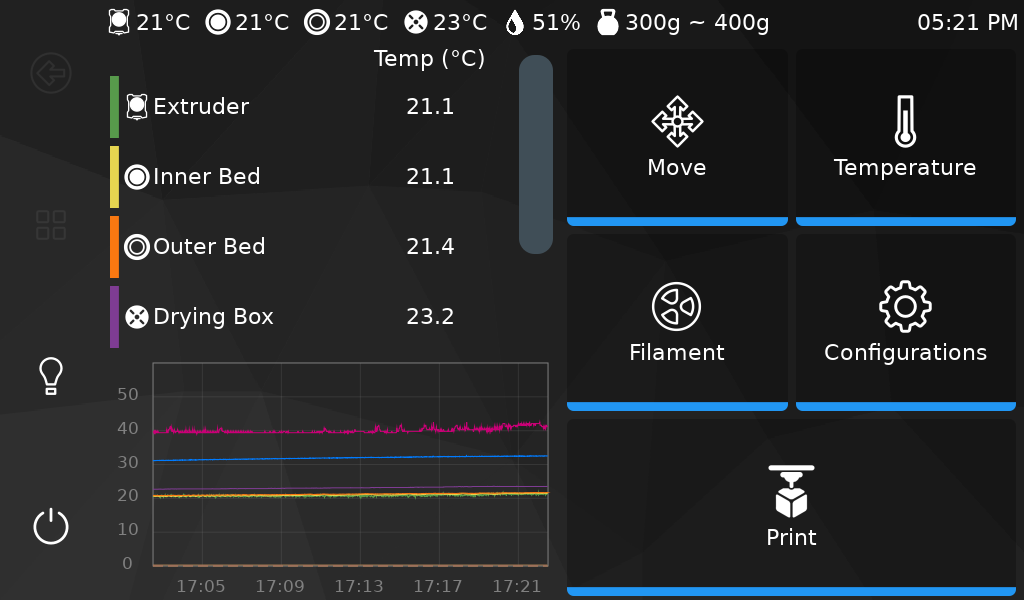 21°C 21°C 21°C 23°C 51% 300g ~ 400g 05:21 PM
Temp (°C)
Extruder 21.1
Inner Bed 21.1
Outer Bed 21.4
Drying Box 23.2
50
40
30
20
10
0
17:05 17:09 17:13 17:17 17:21
Move
Temperature
Filament
Configurations
Print